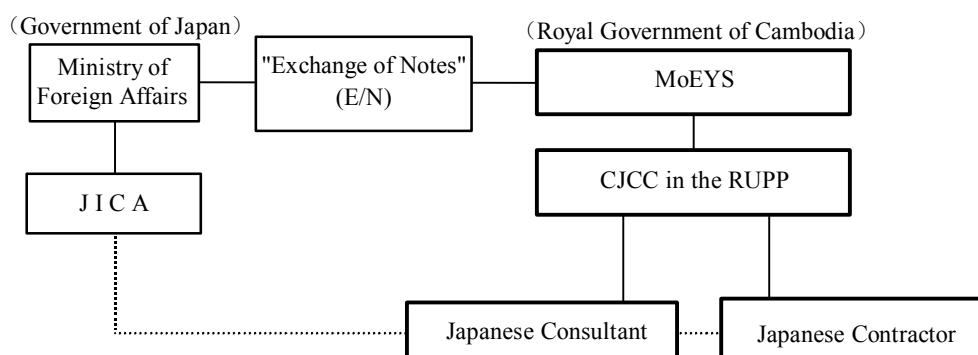 （Government of Japan）
（Royal Government of Cambodia）
Ministry of
Foreign Affairs
"Exchange of Notes"
(E/N)
MoEYS
J I C A
CJCC in the RUPP
Japanese Consultant
Japanese Contractor